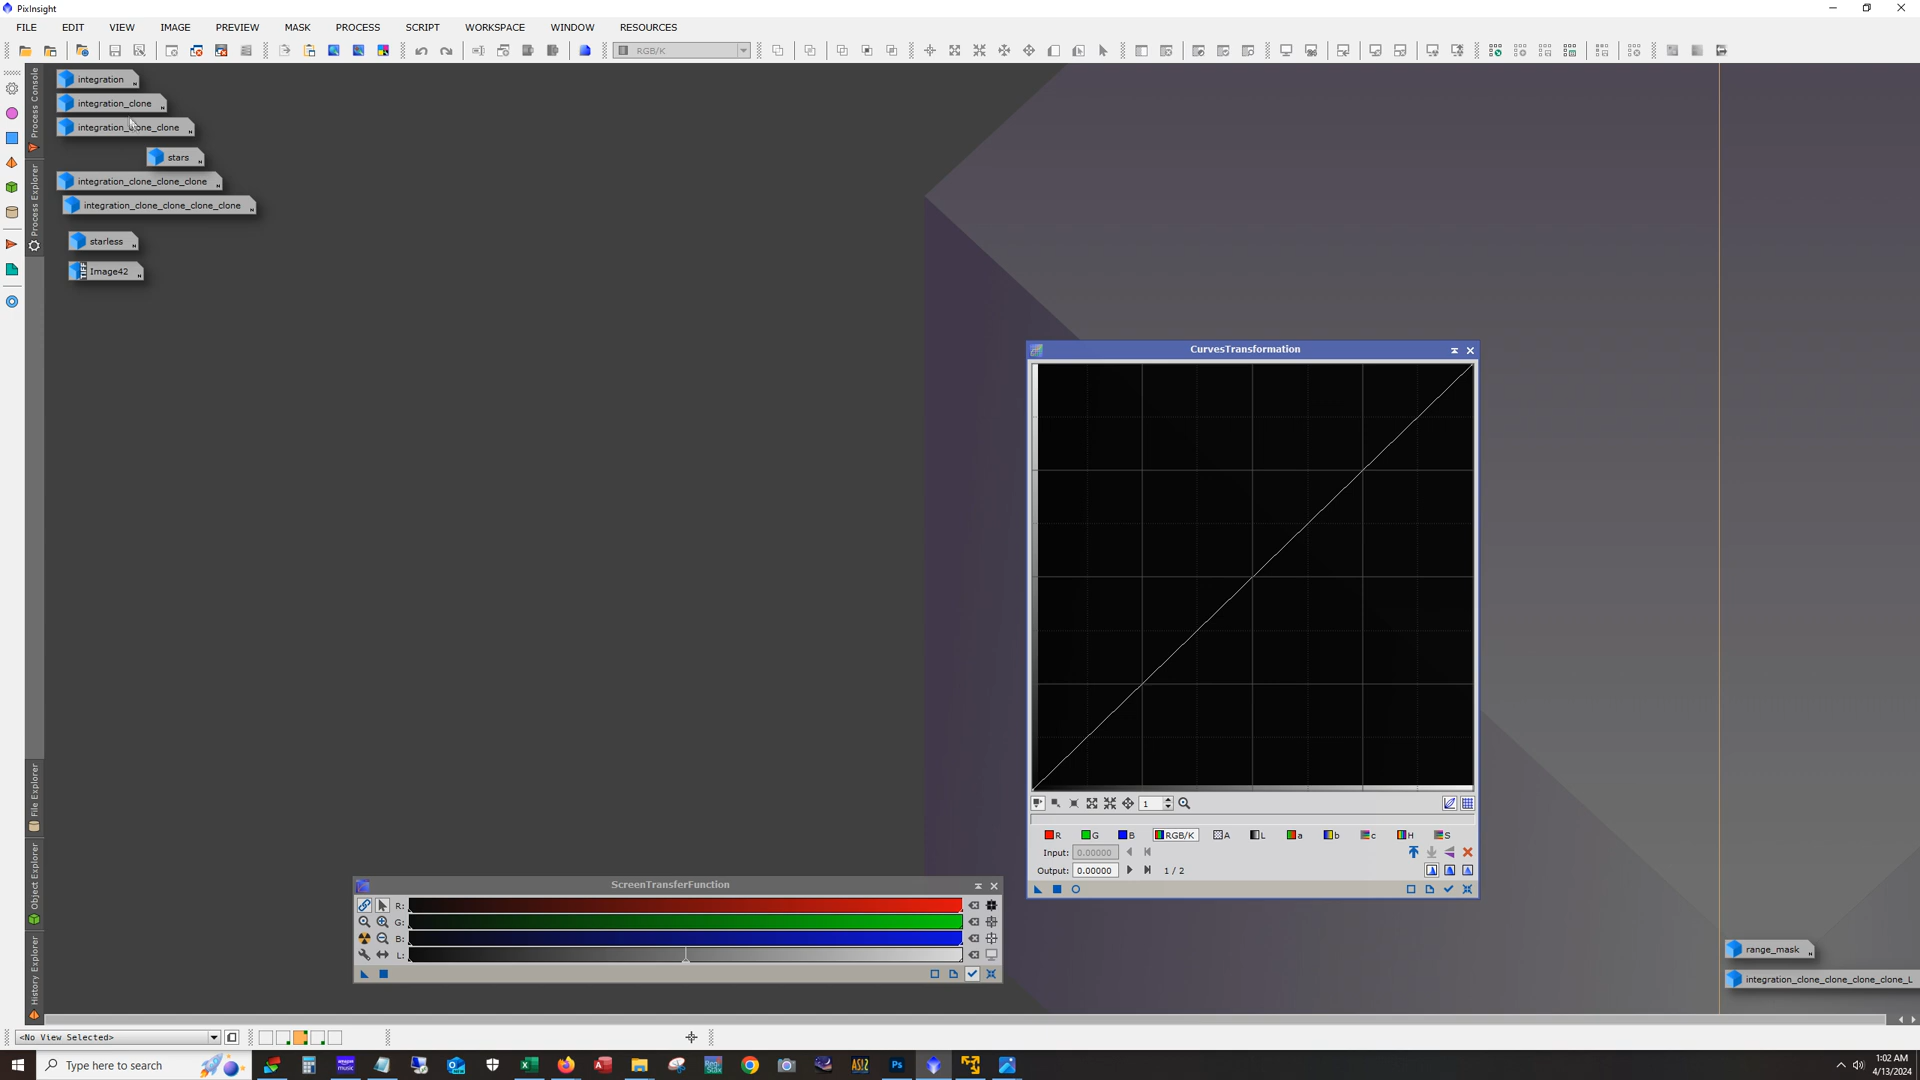 PixInsight
FILE EDIT VIEW IMAGE PROCESS PREVIEW MASK PROCESS SCRIPT WORKSPACE WINDOW RESOURCES
RGB/K
Process Console
Process Explorer
File Explorer
Object Explorer
History Explorer
integration
integration_clone
integration_clone_clone
stars
integration_clone_clone_clone
integration_clone_clone_clone_clone
starless
TIFF Image42
CurvesTransformation
1
R G B RGB/K A L a b c H S
Input: 0.00000
Output: 0.00000 1 / 2
ScreenTransferFunction
R:
G:
B:
L:
range_mask
integration_clone_clone_clone_clone_L
<No View Selected>
Type here to search
1:02 AM
4/13/2024